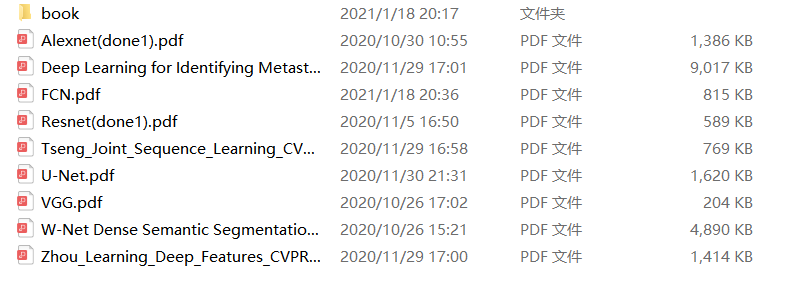 book 2021/1/18 20:17 文件夹
Alexnet(done1).pdf 2020/10/30 10:55 PDF 文件 1,386 KB
Deep Learning for Identifying Metast... 2020/11/29 17:01 PDF 文件 9,017 KB
FCN.pdf 2021/1/18 20:36 PDF 文件 815 KB
Resnet(done1).pdf 2020/11/5 16:50 PDF 文件 589 KB
Tseng_Joint_Sequence_Learning_CV... 2020/11/29 16:58 PDF 文件 769 KB
U-Net.pdf 2020/11/30 21:31 PDF 文件 1,620 KB
VGG.pdf 2020/10/26 17:02 PDF 文件 204 KB
W-Net Dense Semantic Segmentatio... 2020/10/26 15:21 PDF 文件 4,890 KB
Zhou_Learning_Deep_Features_CVPR... 2020/11/29 17:00 PDF 文件 1,414 KB